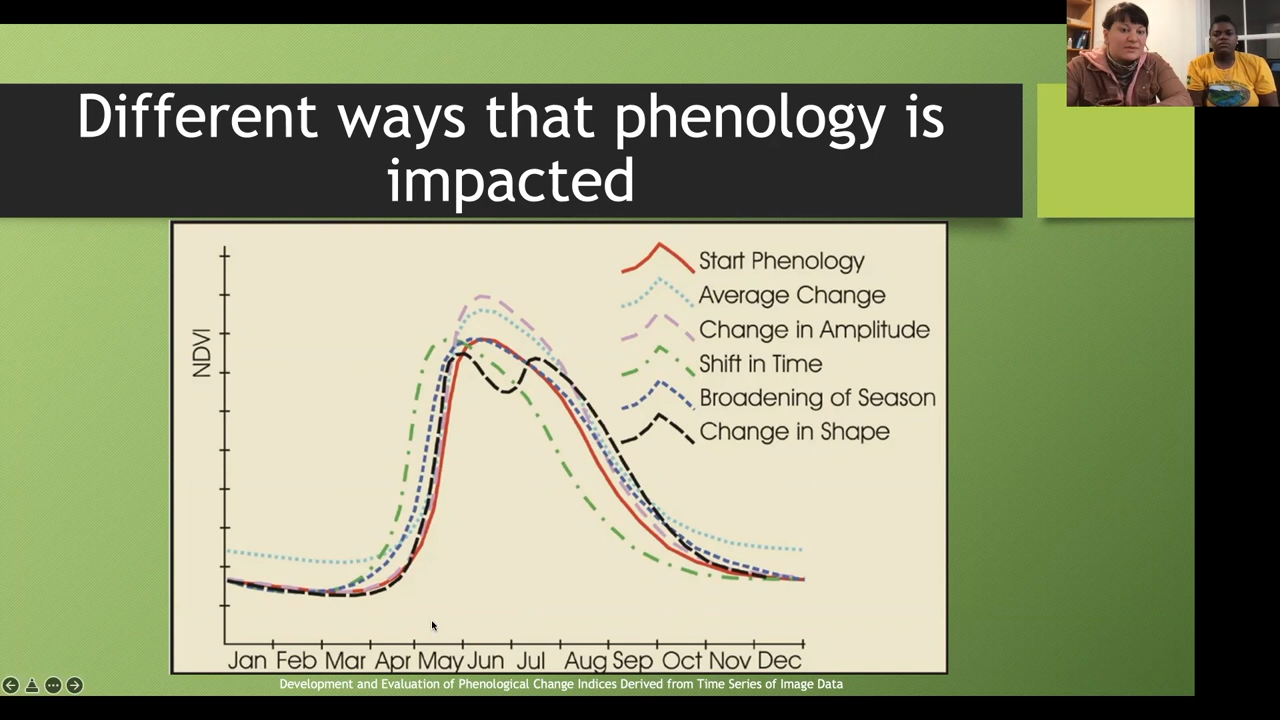 Different ways that phenology is
impacted
NDVI
Start Phenology
Average Change
Change in Amplitude
Shift in Time
Broadening of Season
Change in Shape
Jan Feb Mar Apr May Jun Jul Aug Sep Oct Nov Dec
Development and Evaluation of Phenological Change Indices Derived from Time Series of Image Data